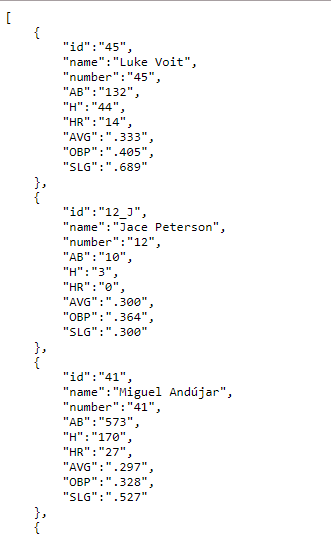 [
    {
        "id":"45",
        "name":"Luke Voit",
        "number":"45",
        "AB":"132",
        "H":"44",
        "HR":"14",
        "AVG":".333",
        "OBP":".405",
        "SLG":".689"
    },
    {
        "id":"12_J",
        "name":"Jace Peterson",
        "number":"12",
        "AB":"10",
        "H":"3",
        "HR":"0",
        "AVG":".300",
        "OBP":".364",
        "SLG":".300"
    },
    {
        "id":"41",
        "name":"Miguel Andújar",
        "number":"41",
        "AB":"573",
        "H":"170",
        "HR":"27",
        "AVG":".297",
        "OBP":".328",
        "SLG":".527"
    },
    {